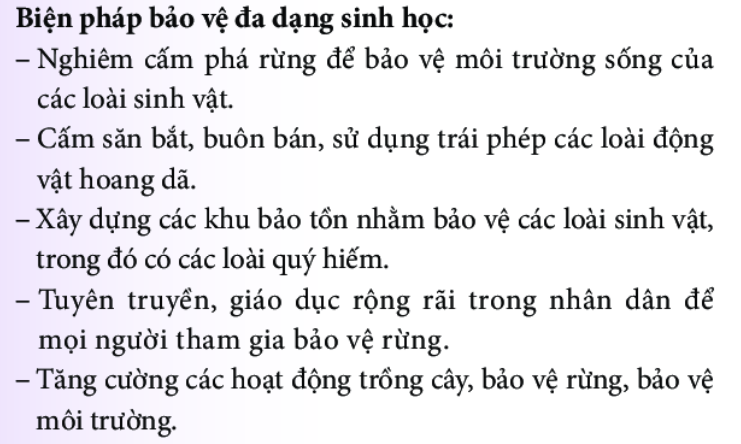 Biện pháp bảo vệ đa dạng sinh học:
– Nghiêm cấm phá rừng để bảo vệ môi trường sống của
các loài sinh vật.
– Cấm săn bắt, buôn bán, sử dụng trái phép các loài động
vật hoang dã.
– Xây dựng các khu bảo tồn nhằm bảo vệ các loài sinh vật,
trong đó có các loài quý hiếm.
– Tuyên truyền, giáo dục rộng rãi trong nhân dân để
mọi người tham gia bảo vệ rừng.
– Tăng cường các hoạt động trồng cây, bảo vệ rừng, bảo vệ
môi trường.